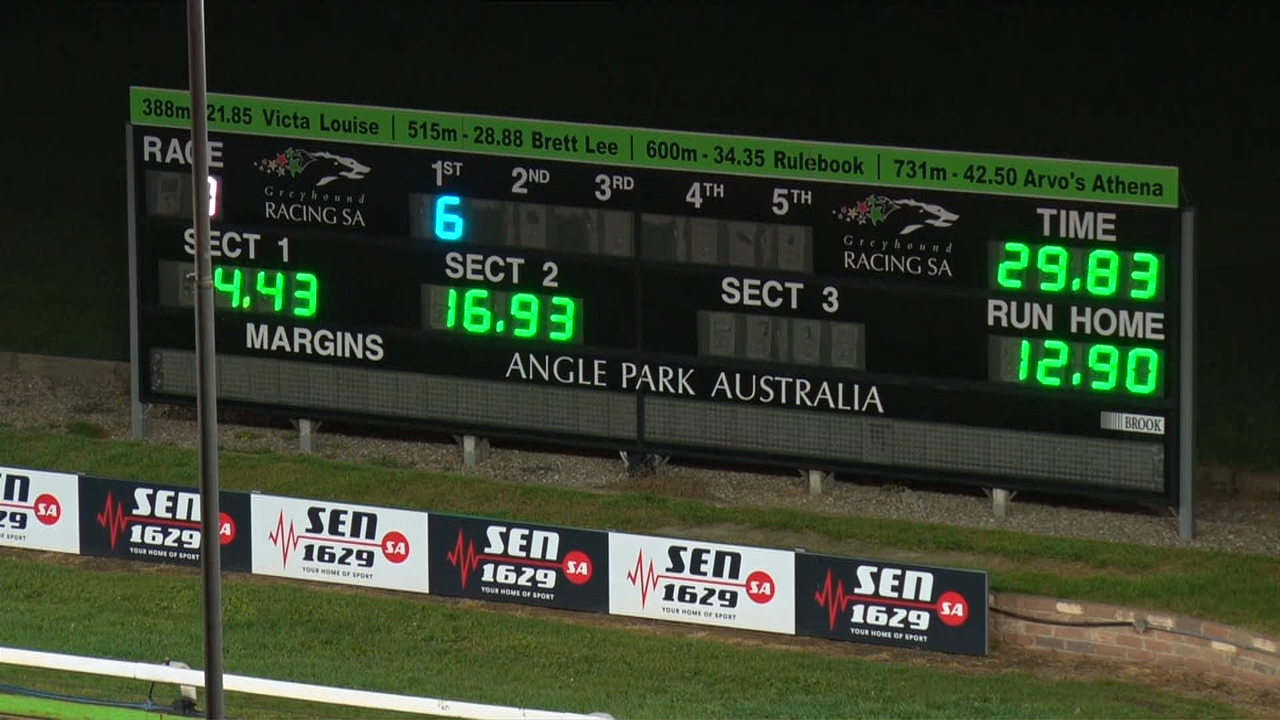 388m 21.85 Victa Louise | 515m - 28.88 Brett Lee | 600m - 34.35 Rulebook | 731m - 42.50 Arvo's Athena
RACE
Greyhound
RACING SA
1ST 2ND 3RD 4TH 5TH
6
Greyhound
RACING SA
TIME
29.83
SECT 1
4.43
SECT 2
16.93
SECT 3
RUN HOME
12.90
MARGINS
ANGLE PARK AUSTRALIA
BROOK
SA
SEN
1629
SA
YOUR HOME OF SPORT
SEN
1629
SA
YOUR HOME OF SPORT
SEN
1629
SA
YOUR HOME OF SPORT
SEN
1629
SA
YOUR HOME OF SPORT
SEN
1629
SA
YOUR HOME OF SPORT